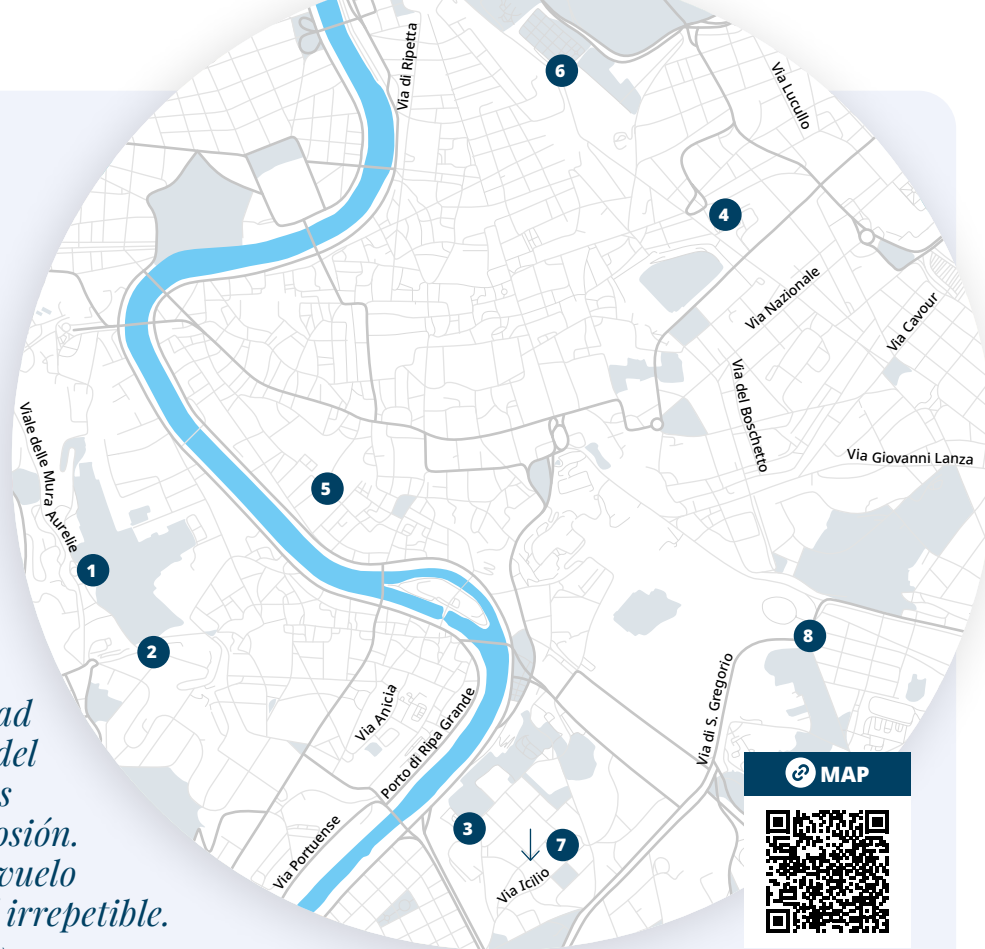 Via di Ripetta
6
Via Lucullo
4
Via Nazionale
Via Cavour
Via del Boschetto
Via Giovanni Lanza
Viale delle Mura Aurelie
5
1
2
8
Via di S. Gregorio
Via Anicia
Porto di Ripa Grande
Via Portuense
3
7
Via Icilio
MAP
ad
del
s
osión.
vuelo
irrepetible.